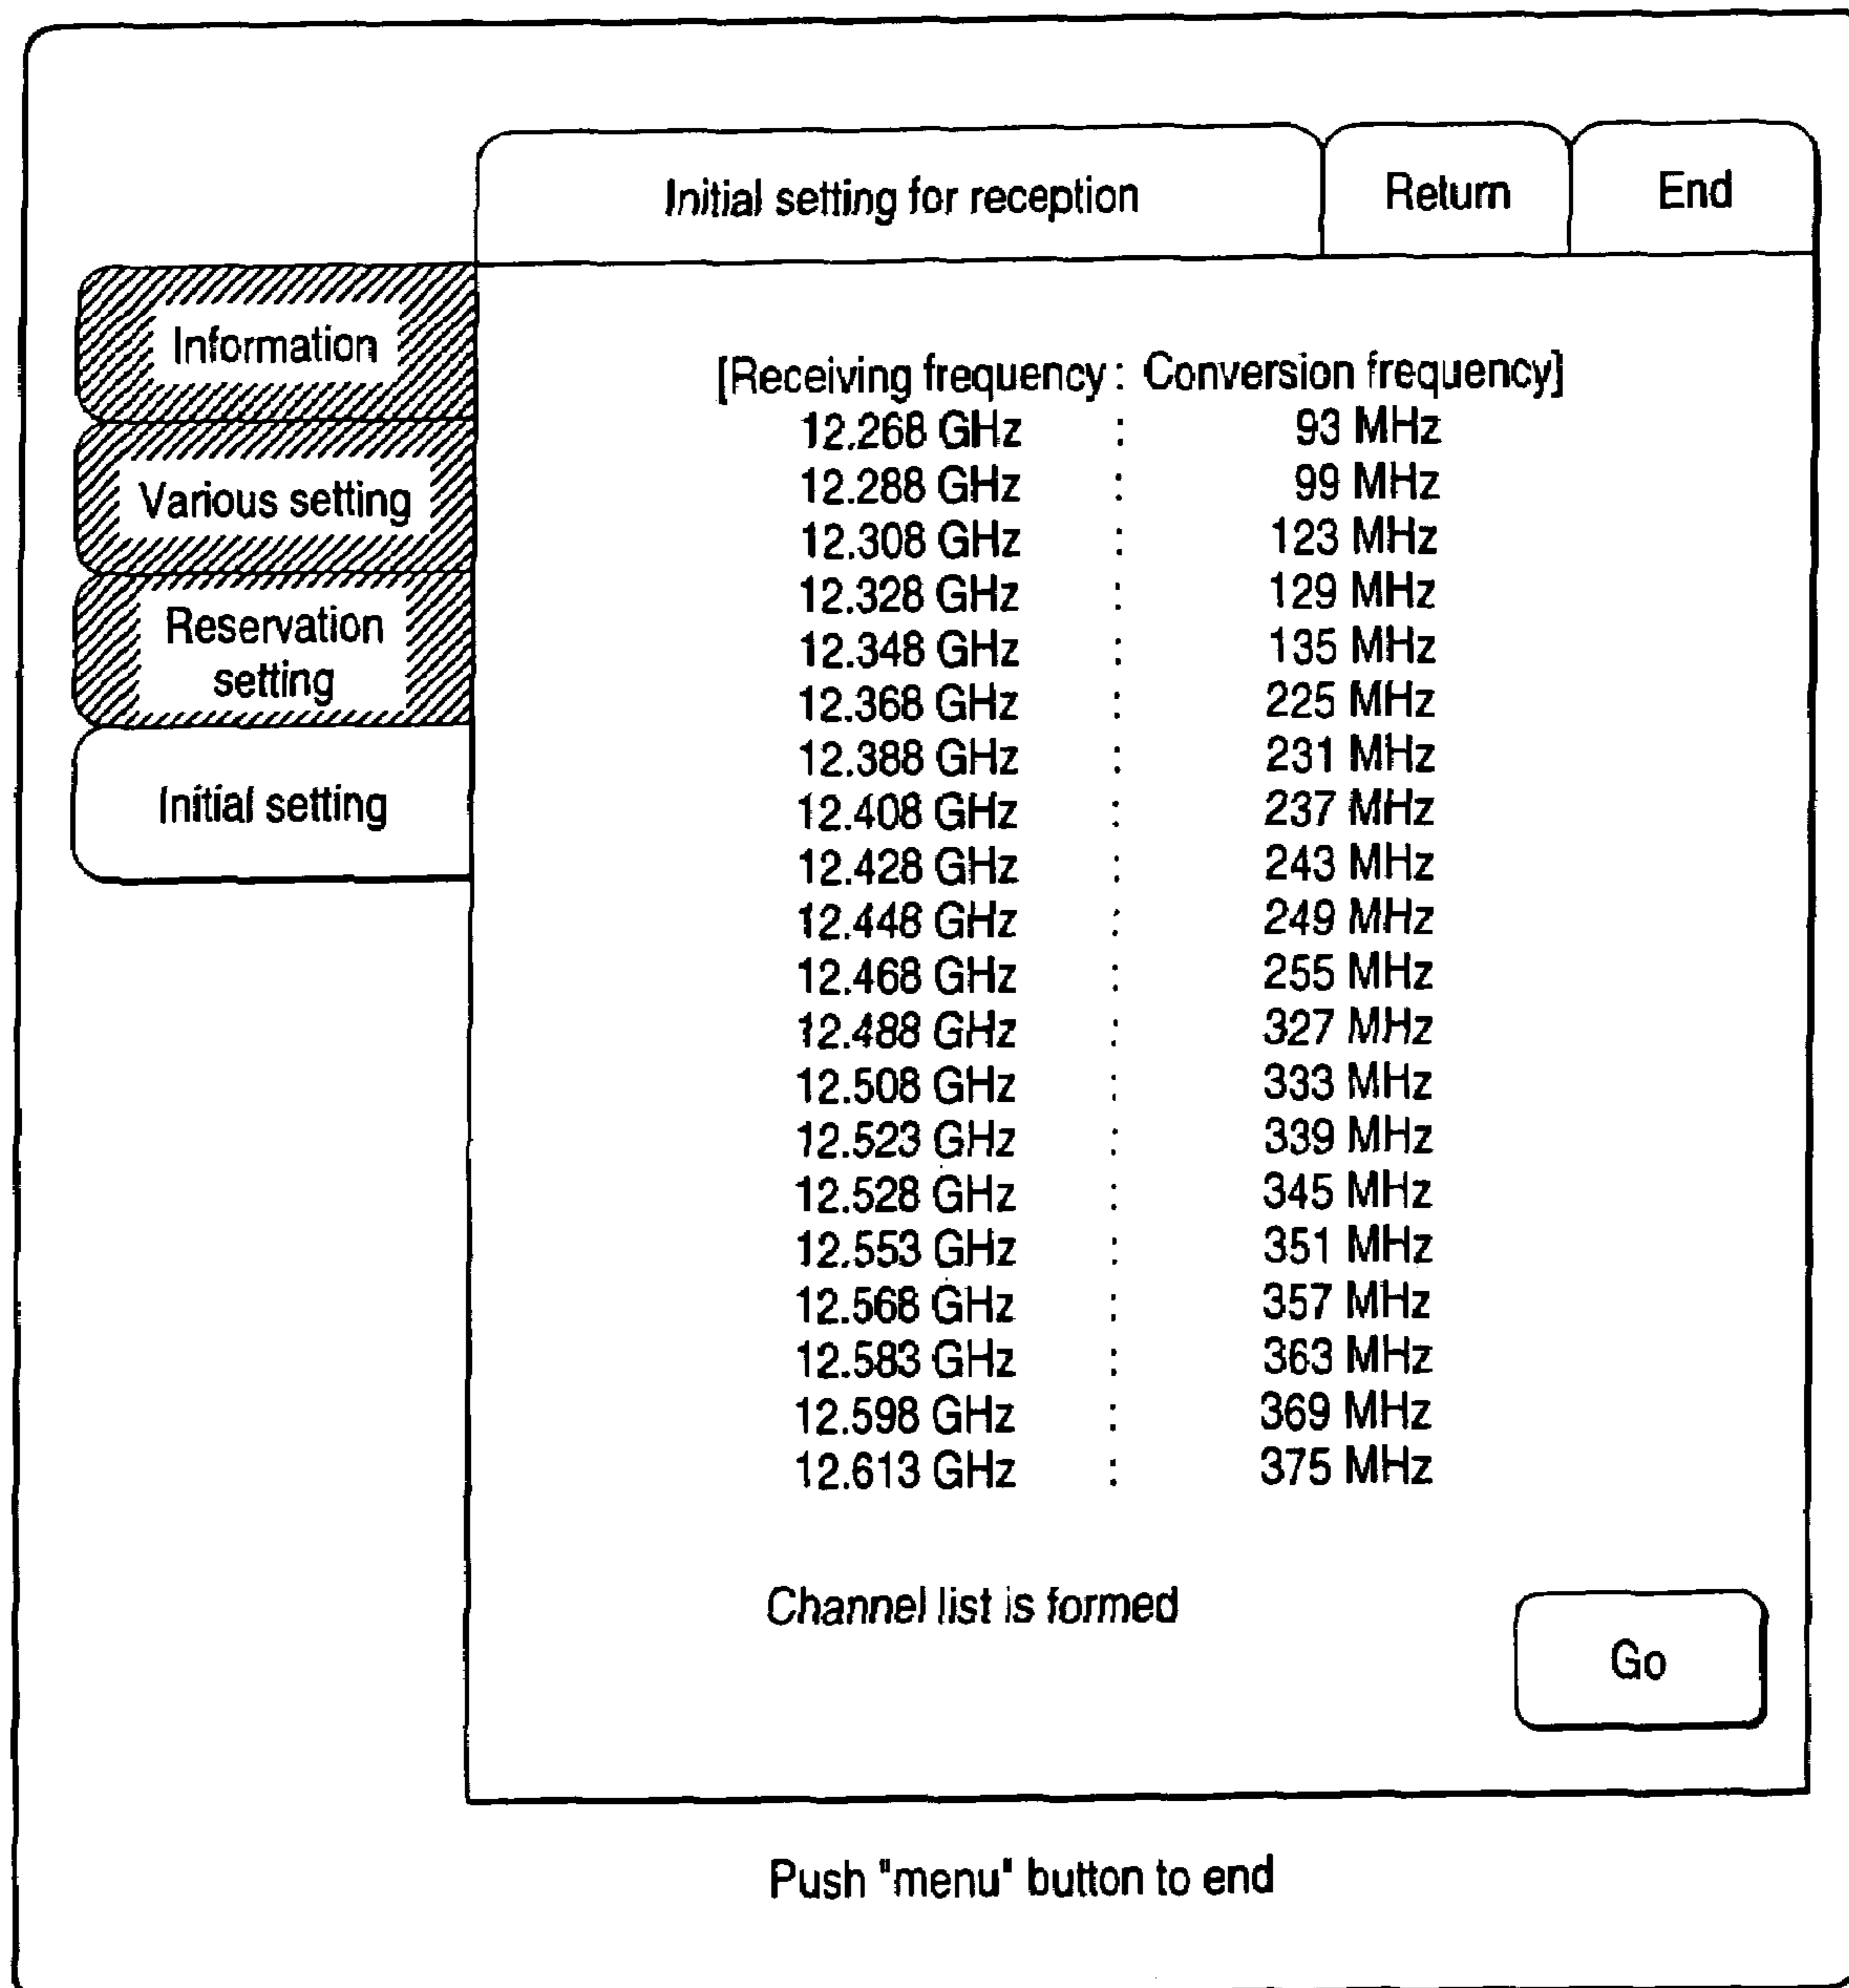 Initial setting for reception
Return
End
Information
Various setting
Reservation
setting
Initial setting
[Receiving frequency : Conversion frequency]
12.268 GHz : 93 MHz
12.288 GHz : 99 MHz
12.308 GHz : 123 MHz
12.328 GHz : 129 MHz
12.348 GHz : 135 MHz
12.368 GHz : 225 MHz
12.388 GHz : 231 MHz
12.408 GHz : 237 MHz
12.428 GHz : 243 MHz
12.448 GHz : 249 MHz
12.468 GHz : 255 MHz
12.488 GHz : 327 MHz
12.508 GHz : 333 MHz
12.523 GHz : 339 MHz
12.528 GHz : 345 MHz
12.553 GHz : 351 MHz
12.568 GHz : 357 MHz
12.583 GHz : 363 MHz
12.598 GHz : 369 MHz
12.613 GHz : 375 MHz
Channel list is formed
Go
Push "menu" button to end